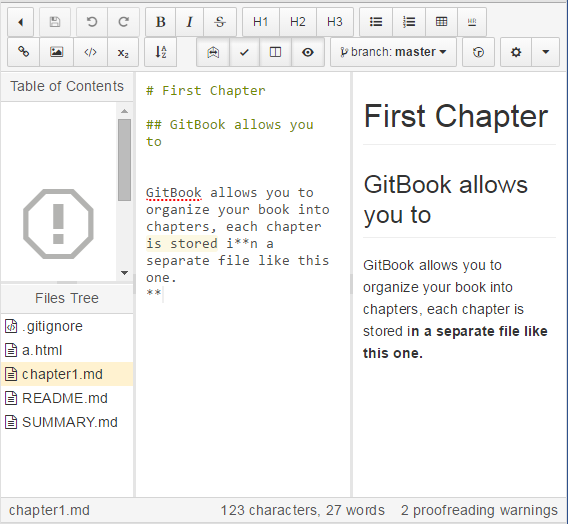 B I S H1 H2 H3 HR
</> x₂ A Z branch: master
Table of Contents
# First Chapter
## GitBook allows you
to
GitBook allows you to
organize your book into
chapters, each chapter
is stored i**n a
separate file like this
one.
**
First Chapter
GitBook allows
you to
GitBook allows you to
organize your book into
chapters, each chapter is
stored in a separate file like
this one.
Files Tree
.gitignore
a.html
chapter1.md
README.md
SUMMARY.md
chapter1.md 123 characters, 27 words 2 proofreading warnings